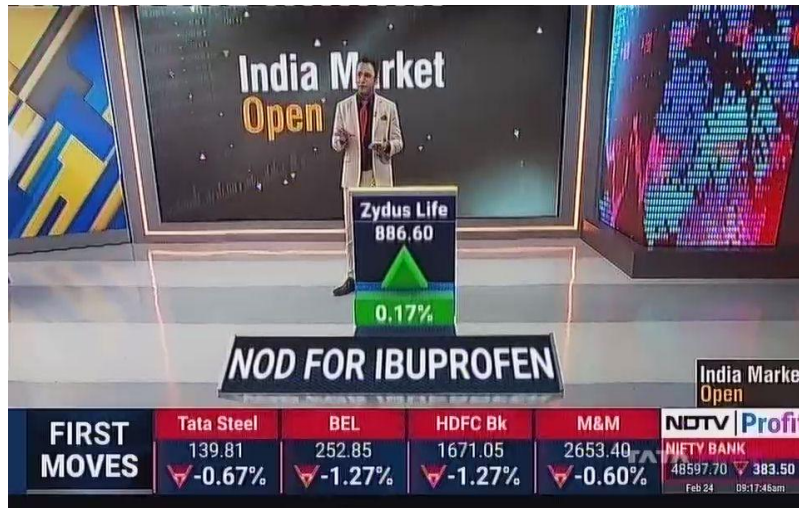 India Market
Open
Zydus Life
886.60
0.17%
NOD FOR IBUPROFEN
India Marke
Open
FIRST
MOVES
Tata Steel
139.81
-0.67%
BEL
252.85
-1.27%
HDFC Bk
1671.05
-1.27%
M&M
2653.40
-0.60%
NDTV Profit
TATA
NIFTY BANK
48597.70 383.50
Feb 24 09:17:46am